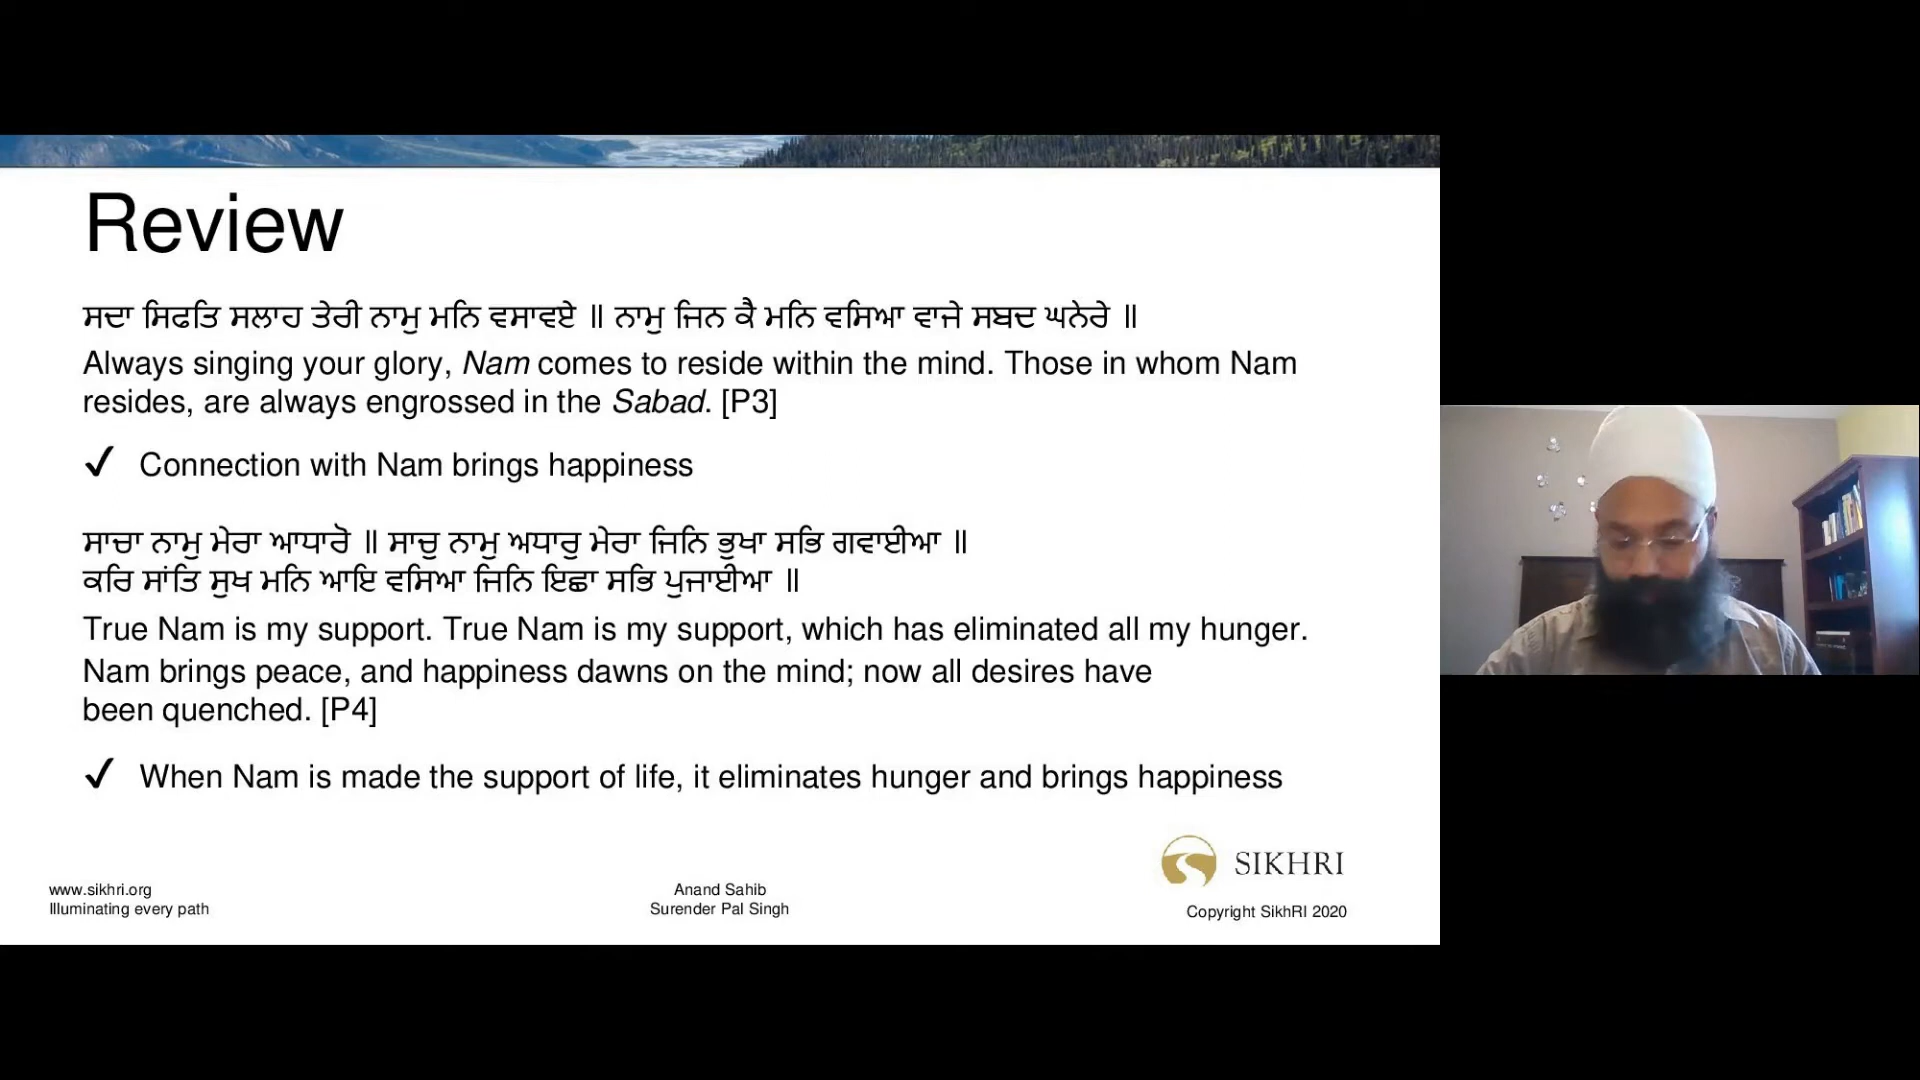 Review
ਸਦਾ ਸਿਫਤਿ ਸਲਾਹ ਤੇਰੀ ਨਾਮੁ ਮਨਿ ਵਸਾਵਏ ॥ ਨਾਮੁ ਜਿਨ ਕੈ ਮਨਿ ਵਸਿਆ ਵਾਜੇ ਸਬਦ ਘਨੇਰੇ ॥
Always singing your glory, Nam comes to reside within the mind. Those in whom Nam
resides, are always engrossed in the Sabad. [P3]
✓ Connection with Nam brings happiness
ਸਾਚਾ ਨਾਮੁ ਮੇਰਾ ਆਧਾਰੋ ॥ ਸਾਚੁ ਨਾਮੁ ਅਧਾਰੁ ਮੇਰਾ ਜਿਨਿ ਭੁਖਾ ਸਭਿ ਗਵਾਈਆ ॥
ਕਰਿ ਸਾਂਤਿ ਸੁਖ ਮਨਿ ਆਇ ਵਸਿਆ ਜਿਨਿ ਇਛਾ ਸਭਿ ਪੁਜਾਈਆ ॥
True Nam is my support. True Nam is my support, which has eliminated all my hunger.
Nam brings peace, and happiness dawns on the mind; now all desires have
been quenched. [P4]
✓ When Nam is made the support of life, it eliminates hunger and brings happiness
SIKHRI
www.sikhri.org
Illuminating every path
Anand Sahib
Surender Pal Singh
Copyright SikhRI 2020